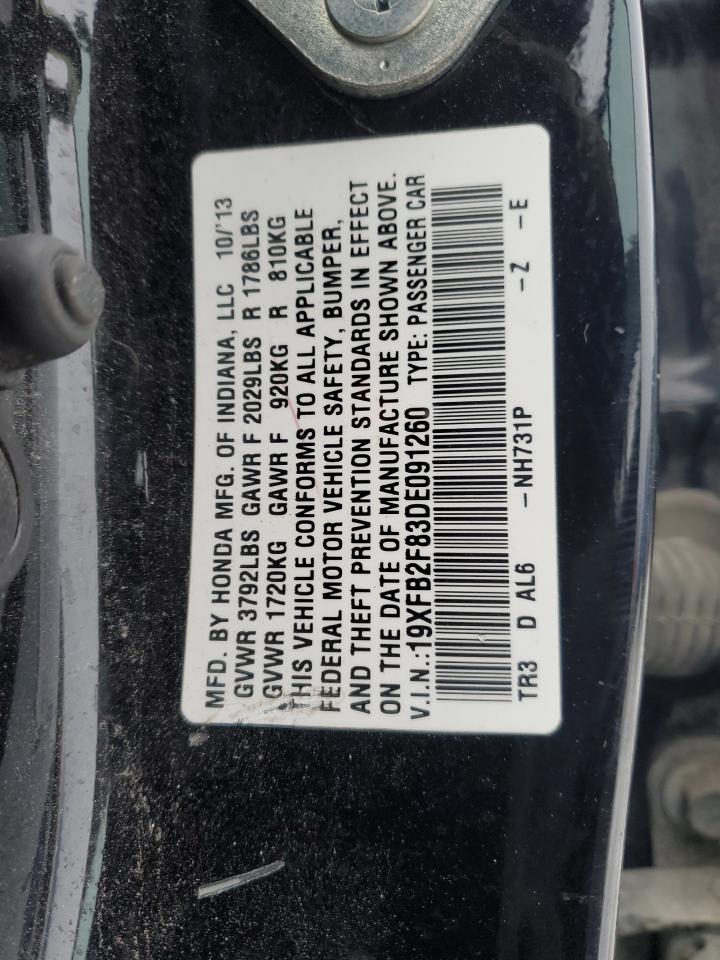 MFD. BY HONDA MFG. OF INDIANA, LLC 10/'13
GVWR 3792LBS GAWR F 2029LBS R 1786LBS
GVWR 1720KG GAWR F 920KG R 810KG
THIS VEHICLE CONFORMS TO ALL APPLICABLE
FEDERAL MOTOR VEHICLE SAFETY, BUMPER,
AND THEFT PREVENTION STANDARDS IN EFFECT
ON THE DATE OF MANUFACTURE SHOWN ABOVE.
V.I.N.:19XFB2F83DE091260 TYPE: PASSENGER CAR
TR3 D AL6 -NH731P -Z -E